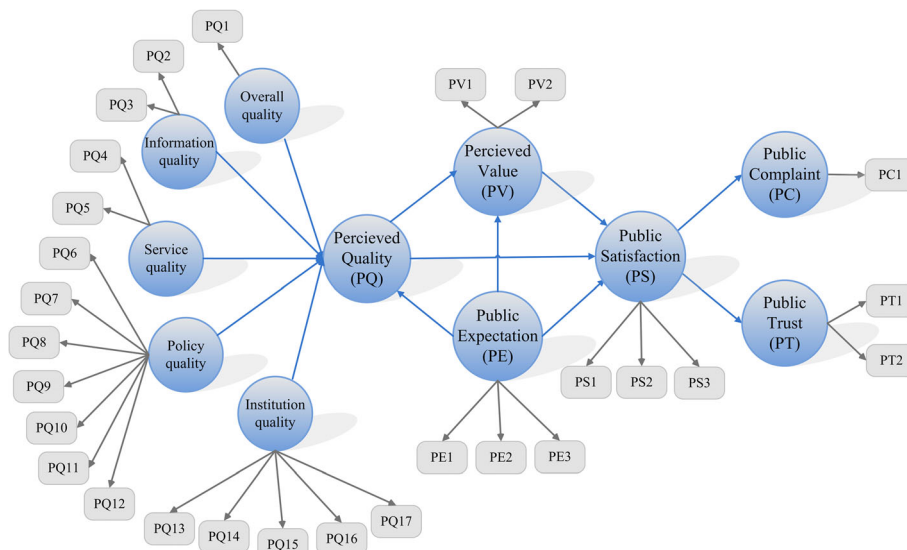 PQ1
PQ2
Overall
quality
PQ3
Information
quality
PV1
PV2
PQ4
Percieved
Value
(PV)
Public
Complaint
(PC)
PC1
PQ5
Service
quality
Percieved
Quality
(PQ)
Public
Satisfaction
(PS)
PQ6
PQ7
PQ8
Policy
quality
Public
Expectation
(PE)
Public
Trust
(PT)
PT1
PT2
PQ9
PS1
PS2
PS3
PQ10
Institution
quality
PQ11
PE1
PE2
PE3
PQ12
PQ13
PQ14
PQ15
PQ16
PQ17